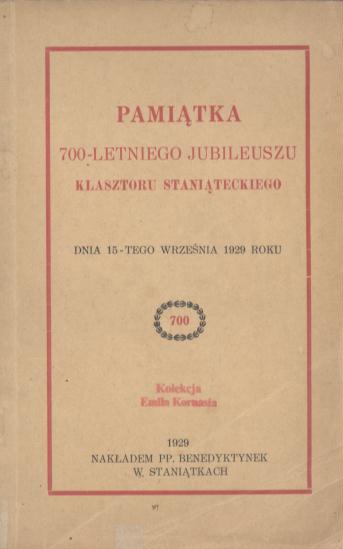 PAMIĄTKA
700-LETNIEGO JUBILEUSZU
KLASZTORU STANIĄTECKIEGO
DNIA 15-TEGO WRZEŚNIA 1929 ROKU
700
Kolekcja
Emila Kornasia
1929
NAKŁADEM PP. BENEDYKTYNEK
W STANIĄTKACH